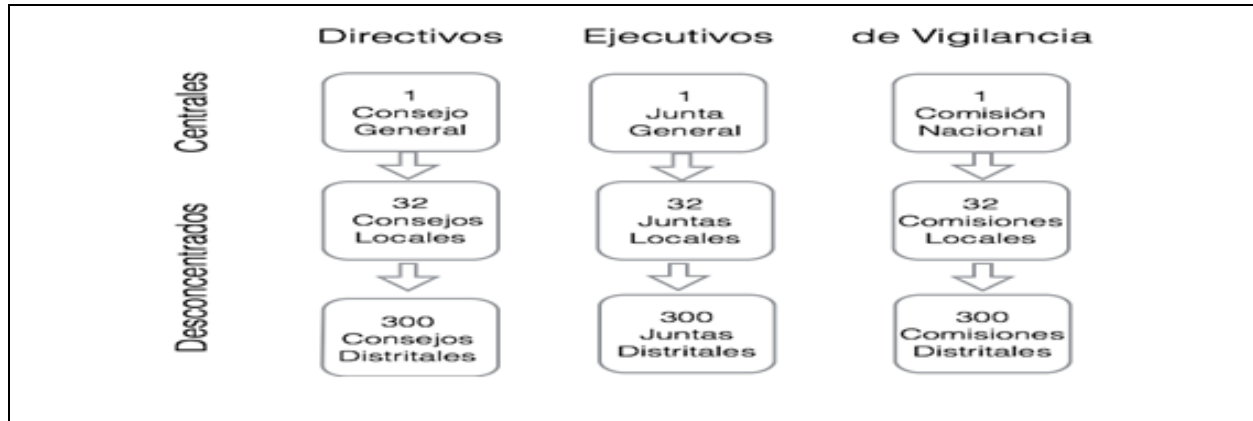 Directivos Ejecutivos de Vigilancia
Centrales
1
Consejo
General
1
Junta
General
1
Comisión
Nacional
Desconcentrados
32
Consejos
Locales
32
Juntas
Locales
32
Comisiones
Locales
300
Consejos
Distritales
300
Juntas
Distritales
300
Comisiones
Distritales